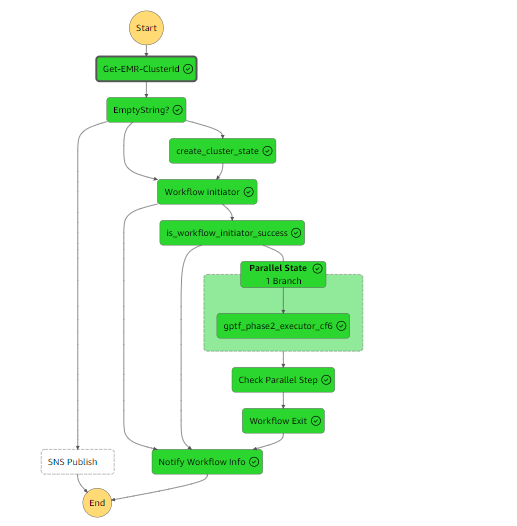 Start
Get-EMR-ClusterId
EmptyString?
create_cluster_state
Workflow initiator
is_workflow_initiator_success
Parallel State
1 Branch
gptf_phase2_executor_cf6
Check Parallel Step
Workflow Exit
SNS Publish
Notify Workflow Info
End